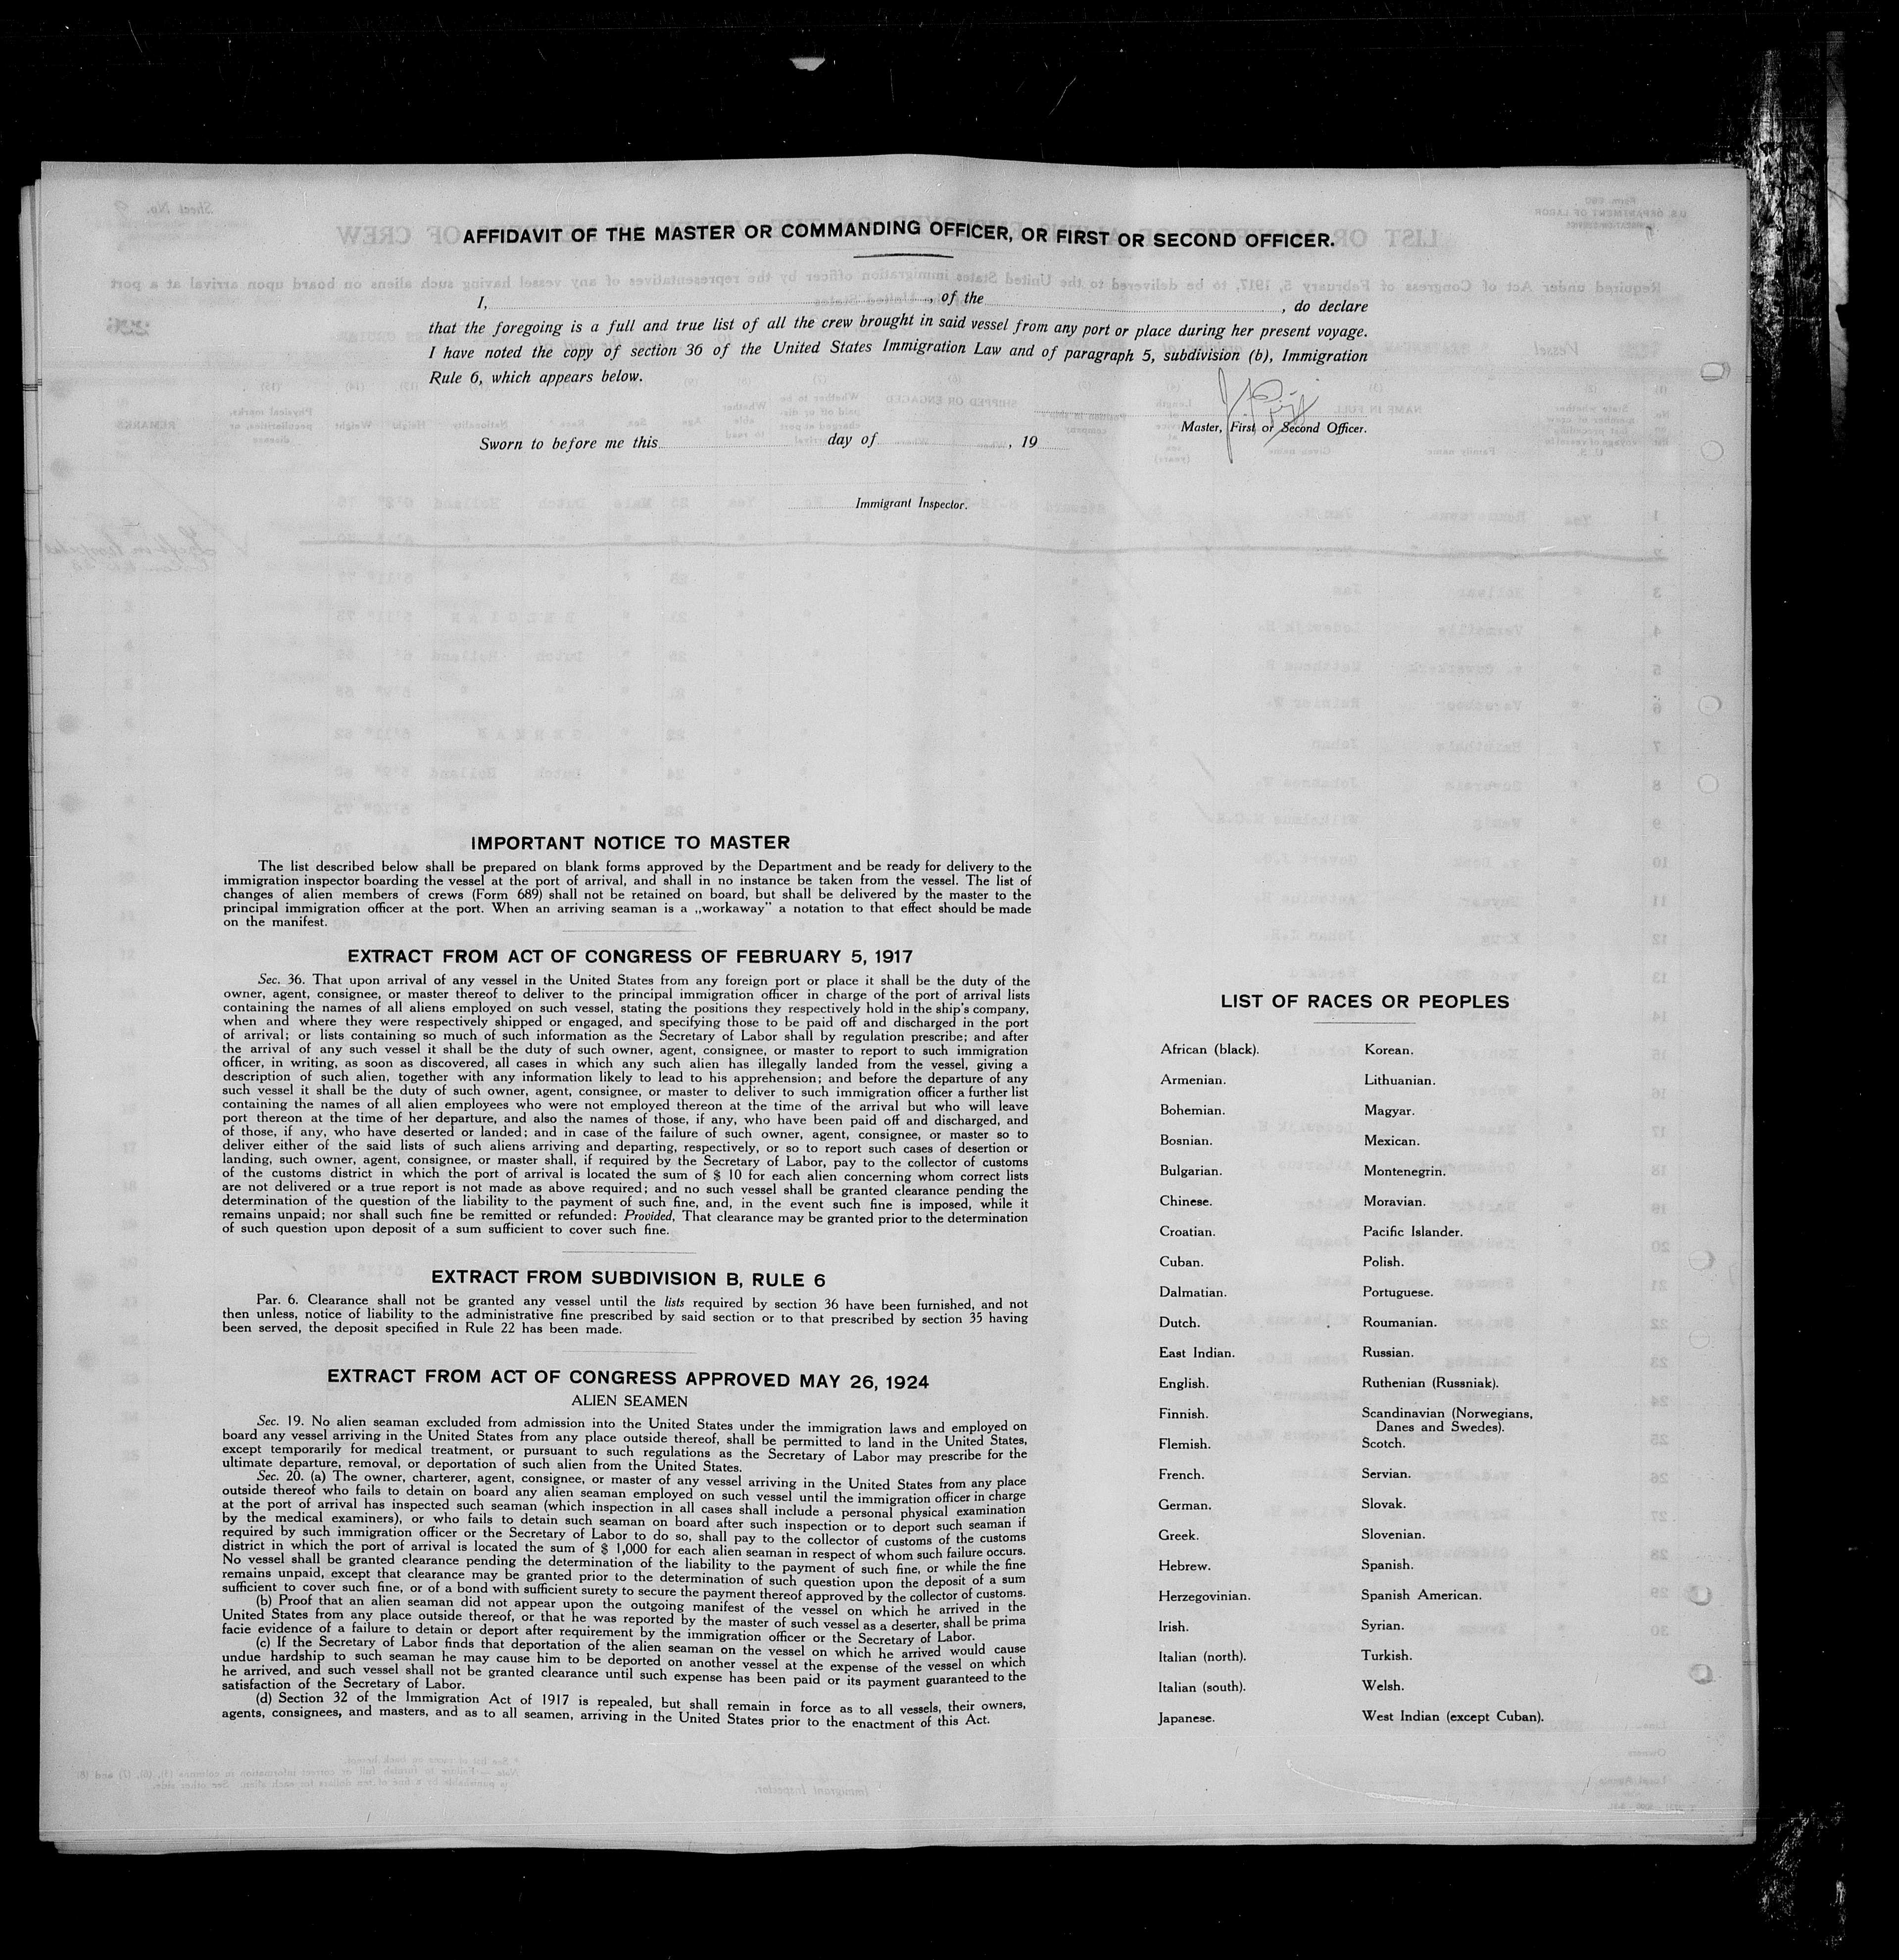 AFFIDAVIT OF THE MASTER OR COMMANDING OFFICER, OR FIRST OR SECOND OFFICER.
I, , of the , do declare
that the foregoing is a full and true list of all the crew brought in said vessel from any port or place during her present voyage.
I have noted the copy of section 36 of the United States Immigration Law and of paragraph 5, subdivision (b), Immigration
Rule 6, which appears below.
Master, First or Second Officer.
Sworn to before me this day of , 19
Immigrant Inspector.
IMPORTANT NOTICE TO MASTER
The list described below shall be prepared on blank forms approved by the Department and be ready for delivery to the
immigration inspector boarding the vessel at the port of arrival, and shall in no instance be taken from the vessel. The list of
changes of alien members of crews (Form 689) shall not be retained on board, but shall be delivered by the master to the
principal immigration officer at the port. When an arriving seaman is a „workaway” a notation to that effect should be made
on the manifest.
EXTRACT FROM ACT OF CONGRESS OF FEBRUARY 5, 1917
Sec. 36. That upon arrival of any vessel in the United States from any foreign port or place it shall be the duty of the
owner, agent, consignee, or master thereof to deliver to the principal immigration officer in charge of the port of arrival lists
containing the names of all aliens employed on such vessel, stating the positions they respectively hold in the ship's company,
when and where they were respectively shipped or engaged, and specifying those to be paid off and discharged in the port
of arrival; or lists containing so much of such information as the Secretary of Labor shall by regulation prescribe; and after
the arrival of any such vessel it shall be the duty of such owner, agent, consignee, or master to report to such immigration
officer, in writing, as soon as discovered, all cases in which any such alien has illegally landed from the vessel, giving a
description of such alien, together with any information likely to lead to his apprehension; and before the departure of any
such vessel it shall be the duty of such owner, agent, consignee, or master to deliver to such immigration officer a further list
containing the names of all alien employees who were not employed thereon at the time of the arrival but who will leave
port thereon at the time of her departure, and also the names of those, if any, who have been paid off and discharged, and
of those, if any, who have deserted or landed; and in case of the failure of such owner, agent, consignee, or master so to
deliver either of the said lists of such aliens arriving and departing, respectively, or so to report such cases of desertion or
landing, such owner, agent, consignee, or master shall, if required by the Secretary of Labor, pay to the collector of customs
of the customs district in which the port of arrival is located the sum of $ 10 for each alien concerning whom correct lists
are not delivered or a true report is not made as above required; and no such vessel shall be granted clearance pending the
determination of the question of the liability to the payment of such fine, and, in the event such fine is imposed, while it
remains unpaid; nor shall such fine be remitted or refunded: Provided, That clearance may be granted prior to the determination
of such question upon deposit of a sum sufficient to cover such fine.
EXTRACT FROM SUBDIVISION B, RULE 6
Par. 6. Clearance shall not be granted any vessel until the lists required by section 36 have been furnished, and not
then unless, notice of liability to the administrative fine prescribed by said section or to that prescribed by section 35 having
been served, the deposit specified in Rule 22 has been made.
EXTRACT FROM ACT OF CONGRESS APPROVED MAY 26, 1924
ALIEN SEAMEN
Sec. 19. No alien seaman excluded from admission into the United States under the immigration laws and employed on
board any vessel arriving in the United States from any place outside thereof, shall be permitted to land in the United States,
except temporarily for medical treatment, or pursuant to such regulations as the Secretary of Labor may prescribe for the
ultimate departure, removal, or deportation of such alien from the United States.
Sec. 20. (a) The owner, charterer, agent, consignee, or master of any vessel arriving in the United States from any place
outside thereof who fails to detain on board any alien seaman employed on such vessel until the immigration officer in charge
at the port of arrival has inspected such seaman (which inspection in all cases shall include a personal physical examination
by the medical examiners), or who fails to detain such seaman on board after such inspection or to deport such seaman if
required by such immigration officer or the Secretary of Labor to do so, shall pay to the collector of customs of the customs
district in which the port of arrival is located the sum of $ 1,000 for each alien seaman in respect of whom such failure occurs.
No vessel shall be granted clearance pending the determination of the liability to the payment of such fine, or while the fine
remains unpaid, except that clearance may be granted prior to the determination of such question upon the deposit of a sum
sufficient to cover such fine, or of a bond with sufficient surety to secure the payment thereof approved by the collector of customs.
(b) Proof that an alien seaman did not appear upon the outgoing manifest of the vessel on which he arrived in the
United States from any place outside thereof, or that he was reported by the master of such vessel as a deserter, shall be prima
facie evidence of a failure to detain or deport after requirement by the immigration officer or the Secretary of Labor.
(c) If the Secretary of Labor finds that deportation of the alien seaman on the vessel on which he arrived would cause
undue hardship to such seaman he may cause him to be deported on another vessel at the expense of the vessel on which
he arrived, and such vessel shall not be granted clearance until such expense has been paid or its payment guaranteed to the
satisfaction of the Secretary of Labor.
(d) Section 32 of the Immigration Act of 1917 is repealed, but shall remain in force as to all vessels, their owners,
agents, consignees, and masters, and as to all seamen, arriving in the United States prior to the enactment of this Act.
LIST OF RACES OR PEOPLES
African (black). Korean.
Armenian. Lithuanian.
Bohemian. Magyar.
Bosnian. Mexican.
Bulgarian. Montenegrin.
Chinese. Moravian.
Croatian. Pacific Islander.
Cuban. Polish.
Dalmatian. Portuguese.
Dutch. Roumanian.
East Indian. Russian.
English. Ruthenian (Russniak).
Finnish. Scandinavian (Norwegians,
Danes and Swedes).
Flemish. Scotch.
French. Servian.
German. Slovak.
Greek. Slovenian.
Hebrew. Spanish.
Herzegovinian. Spanish American.
Irish. Syrian.
Italian (north). Turkish.
Italian (south). Welsh.
Japanese. West Indian (except Cuban).